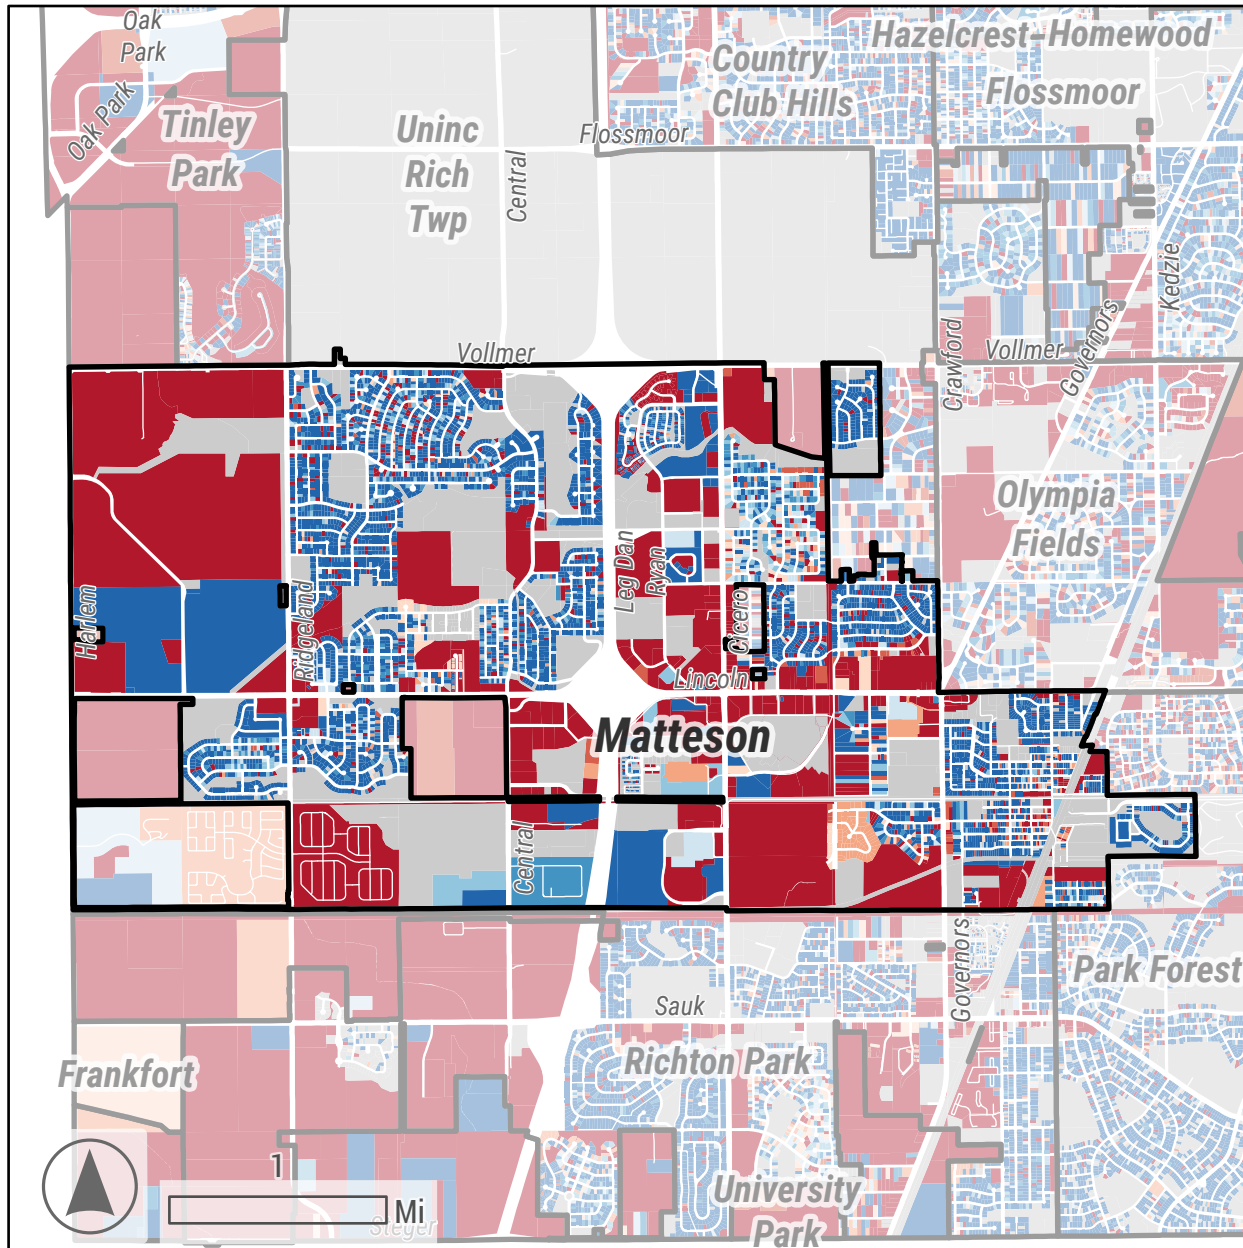 Oak
Park
Oak Park
Tinley
Park
Uninc
Rich
Twp
Central
Flossmoor
Country
Club Hills
Hazelcrest–Homewood
Flossmoor
Kedzie
Governors
Crawford
Vollmer
Vollmer
Olympia
Fields
Harlem
Ridgeland
Leg Dan
Ryan
Cicero
Lincoln
Matteson
Central
Governors
Park Forest
Sauk
Frankfort
Richton Park
University
Park
1
Mi
Steger